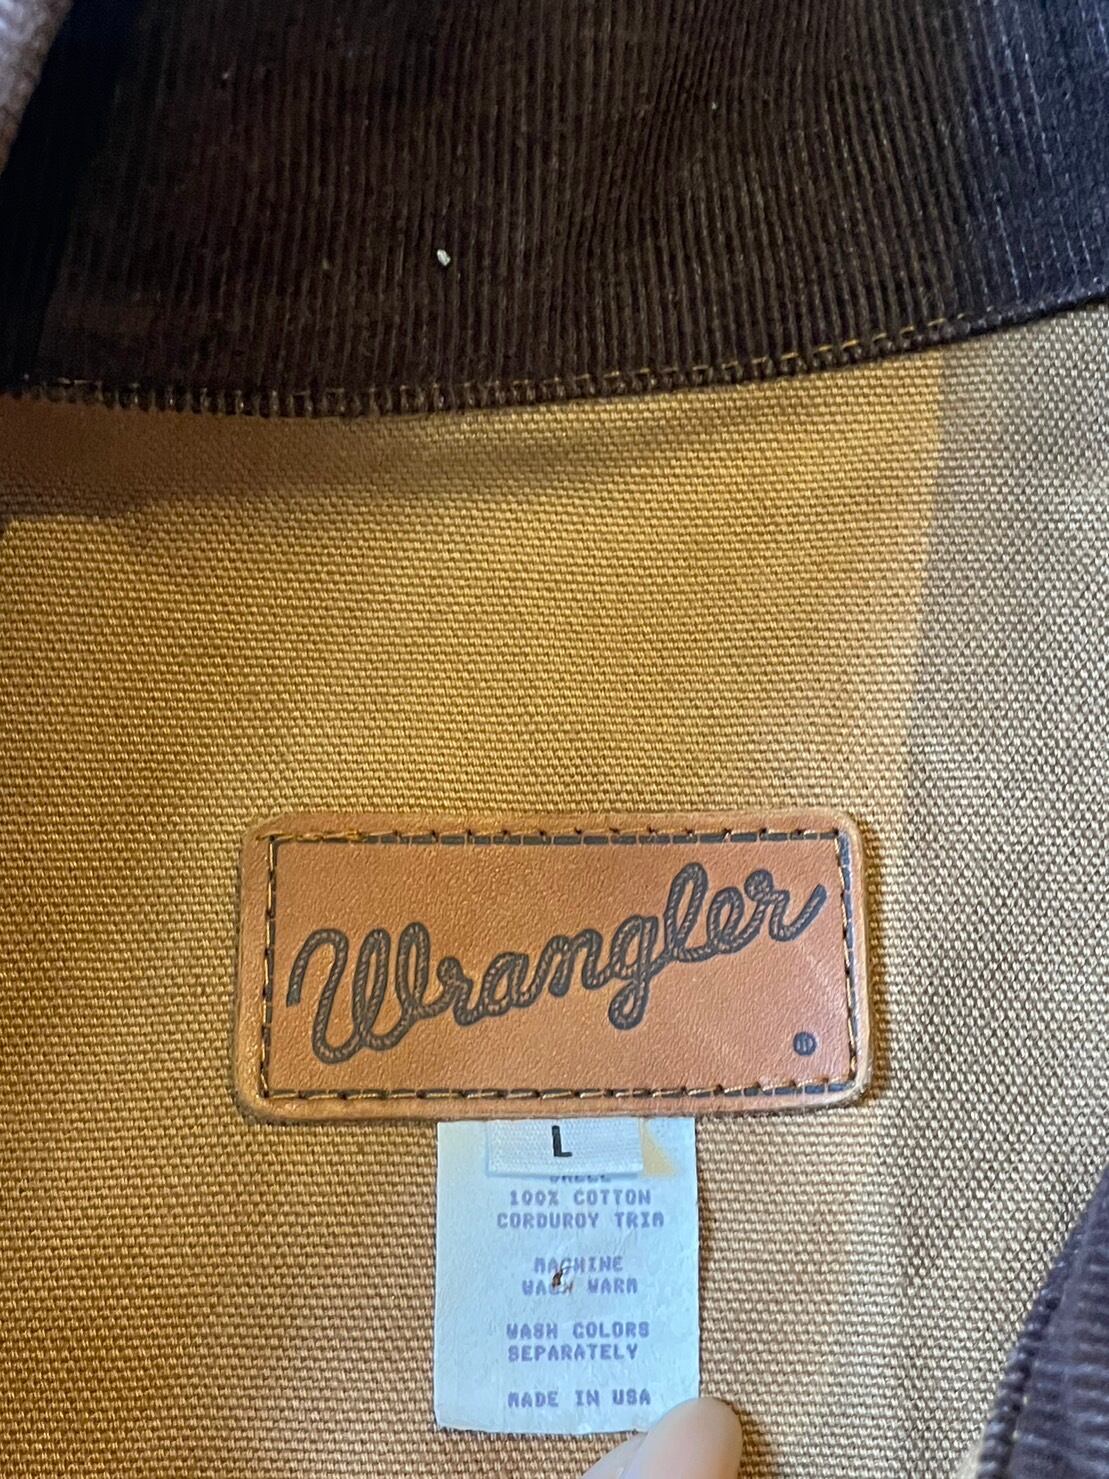 Wrangler
®
L
100% COTTON
CORDUROY TRIM
MACHINE
WASH WARM
WASH COLORS
SEPARATELY
MADE IN USA